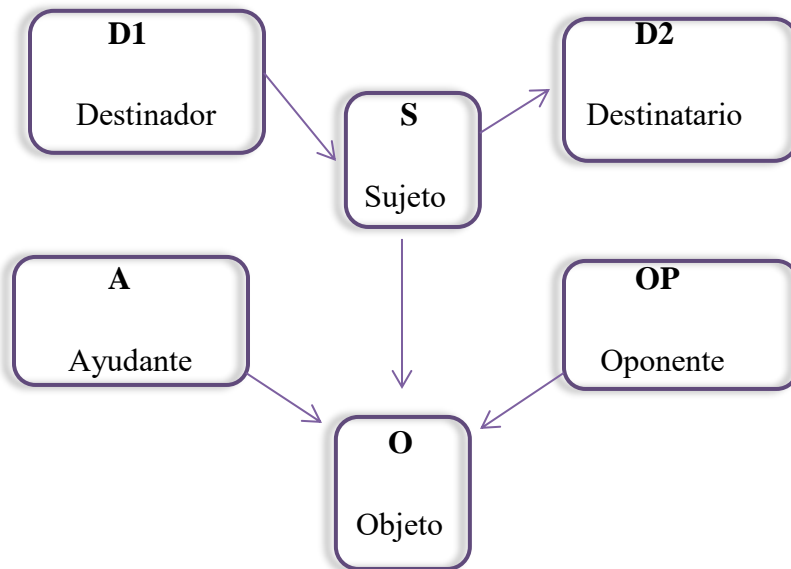 D1
Destinador
S
Sujeto
D2
Destinatario
A
Ayudante
OP
Oponente
O
Objeto